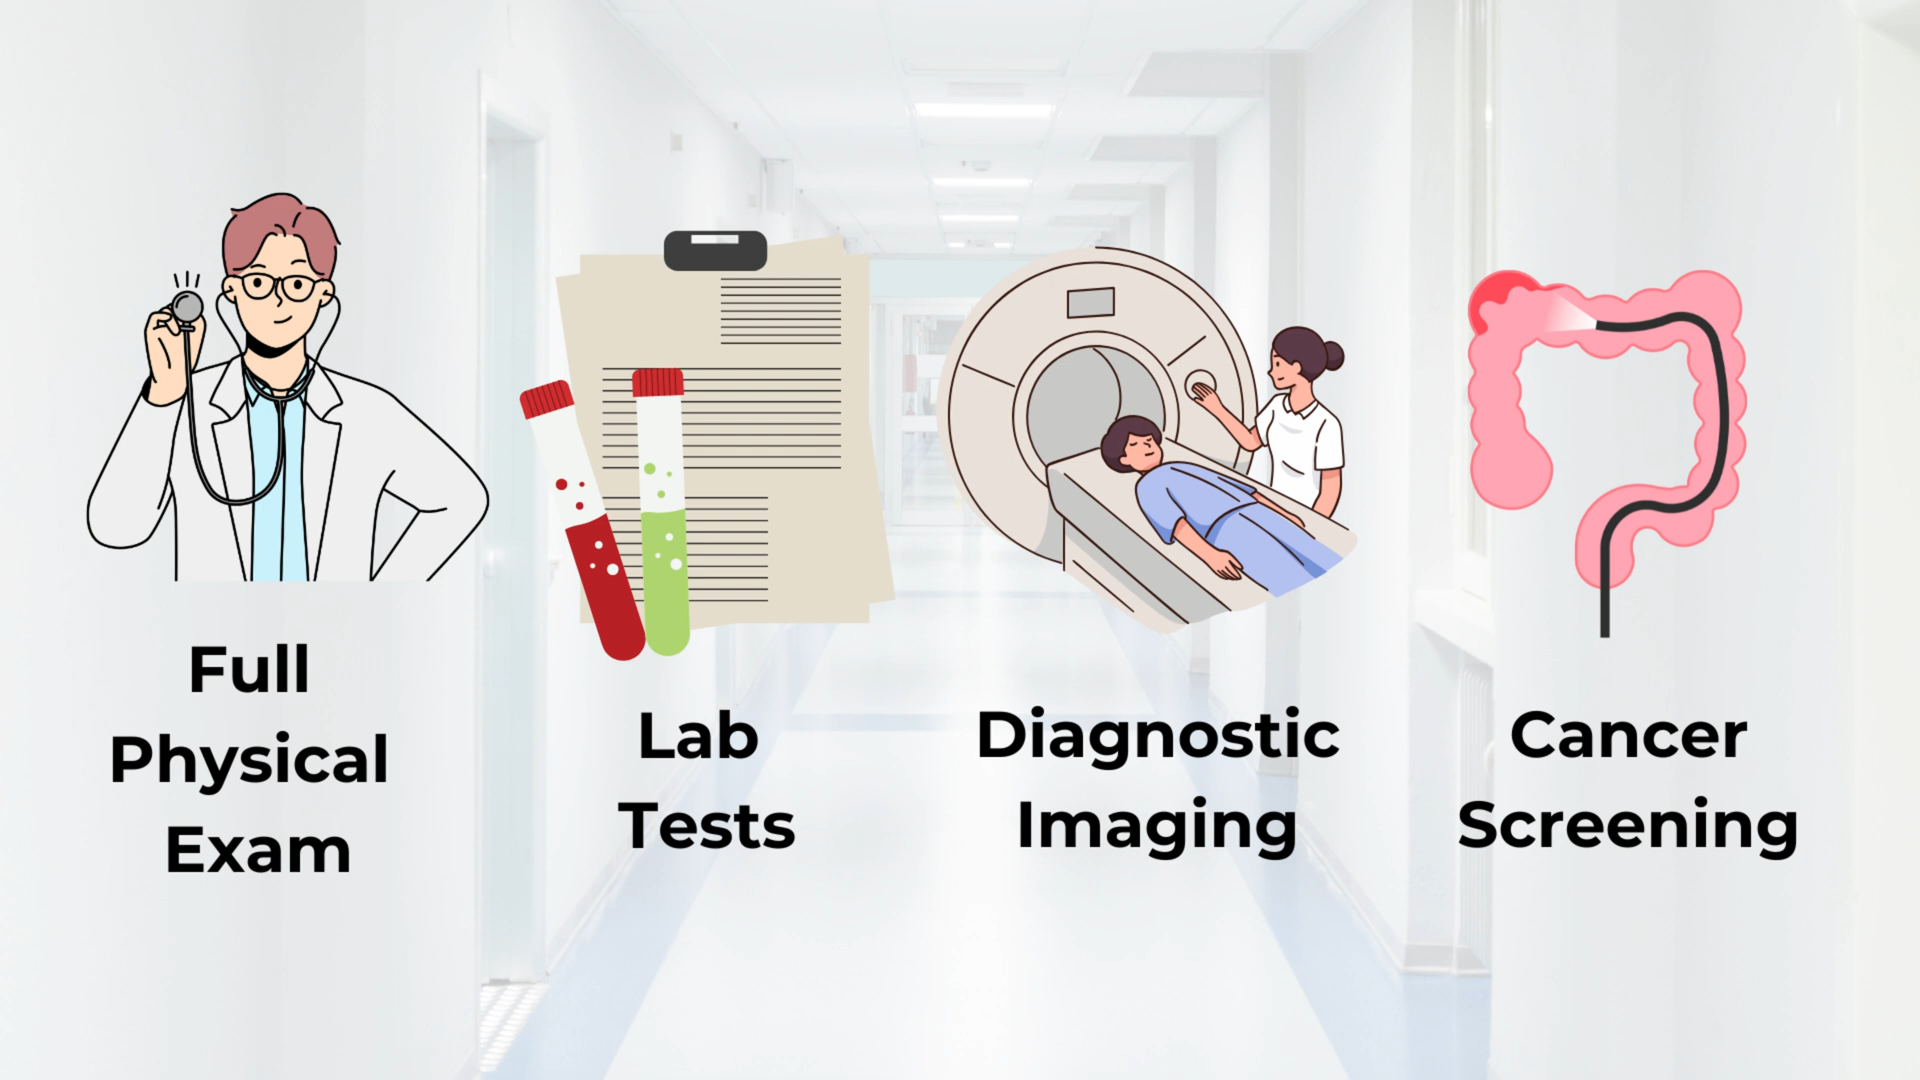 Full
Physical
Exam
Lab
Tests
Diagnostic
Imaging
Cancer
Screening